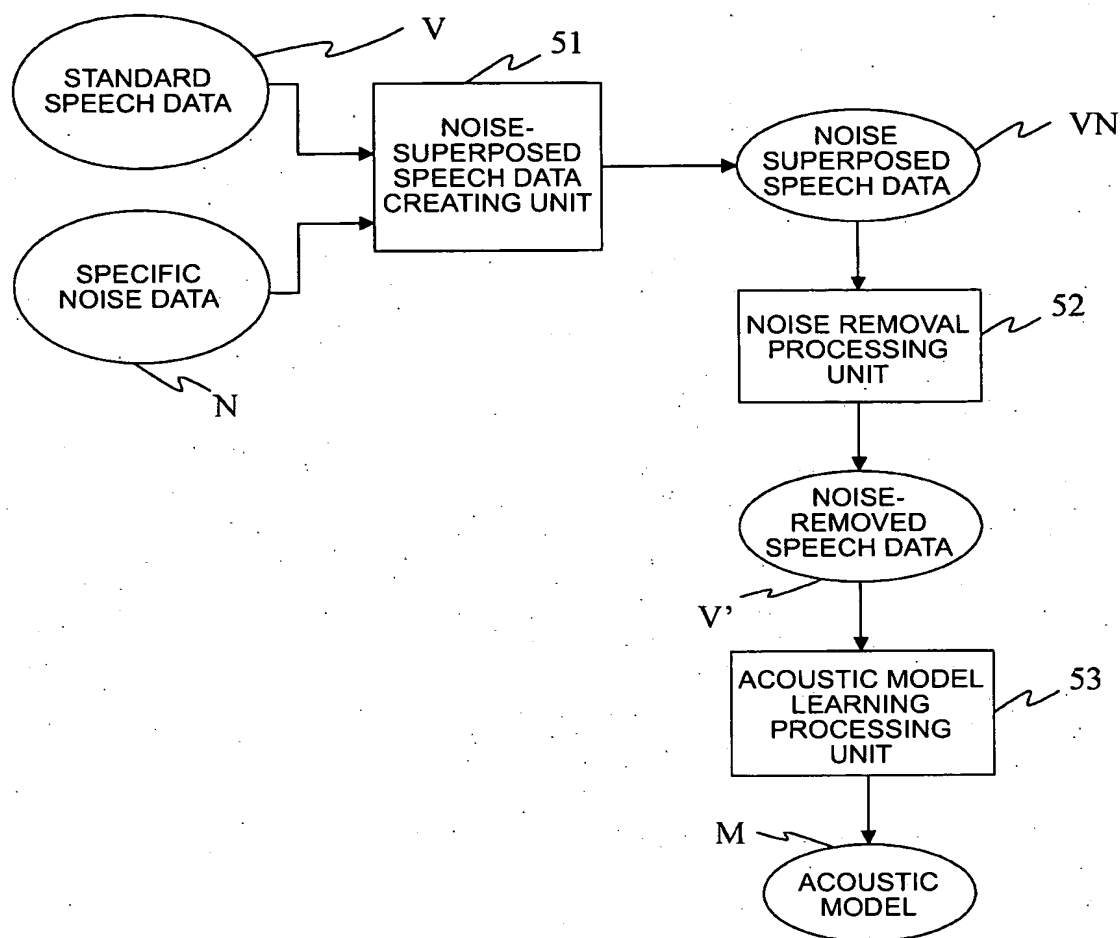 V
STANDARD
SPEECH DATA
51
NOISE-
SUPERPOSED
SPEECH DATA
CREATING UNIT
NOISE
SUPERPOSED
SPEECH DATA
VN
SPECIFIC
NOISE DATA
N
NOISE REMOVAL
PROCESSING
UNIT
52
NOISE-
REMOVED
SPEECH DATA
V'
ACOUSTIC MODEL
LEARNING
PROCESSING
UNIT
53
M
ACOUSTIC
MODEL